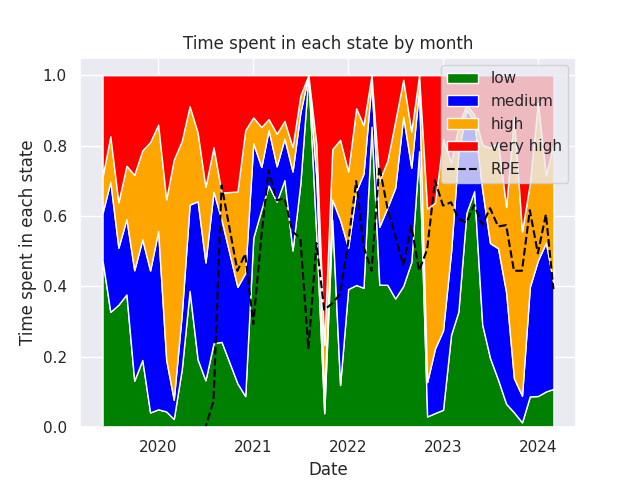 Time spent in each state by month
low
medium
high
very high
RPE
1.0
0.8
0.6
0.4
0.2
0.0
Time spent in each state
2020 2021 2022 2023 2024
Date